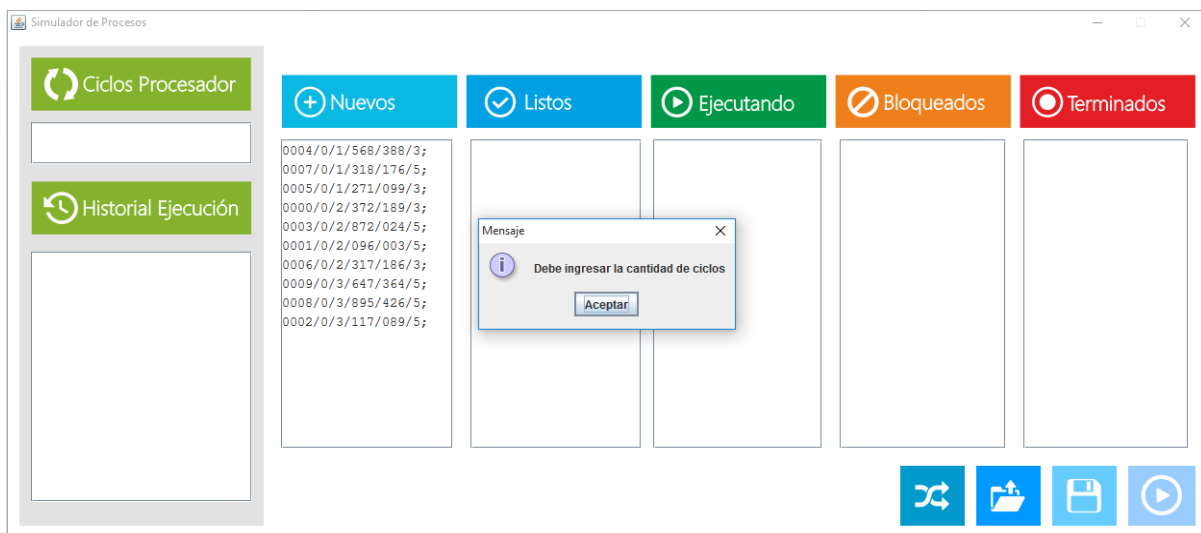 Simulador de Procesos
Ciclos Procesador
Historial Ejecución
Nuevos
Listos
Ejecutando
Bloqueados
Terminados
0004/0/1/568/388/3;
0007/0/1/318/176/5;
0005/0/1/271/099/3;
0000/0/2/372/189/3;
0003/0/2/872/024/5;
0001/0/2/096/003/5;
0006/0/2/317/186/3;
0009/0/3/647/364/5;
0008/0/3/895/426/5;
0002/0/3/117/089/5;
Mensaje
Debe ingresar la cantidad de ciclos
Aceptar